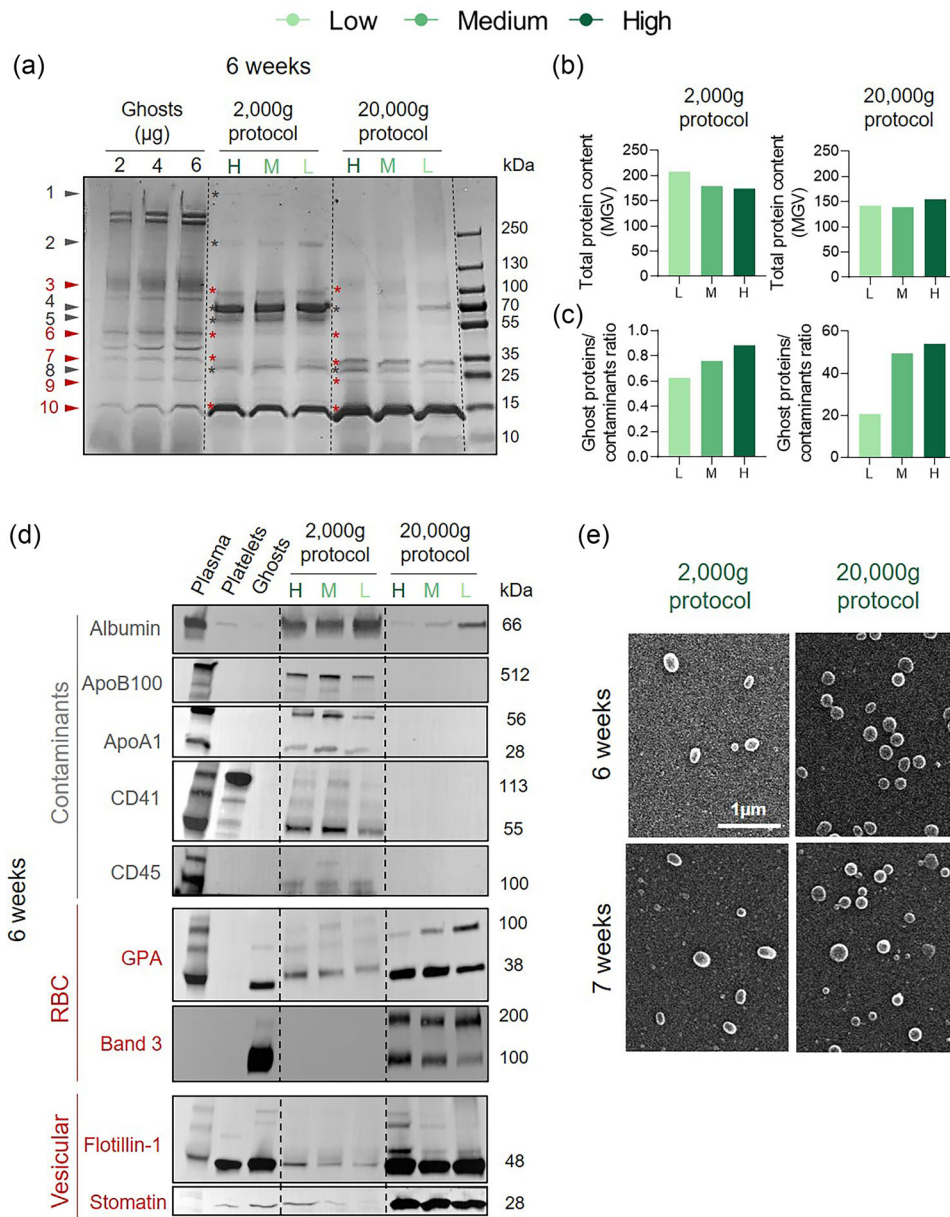 Low Medium High
(a)
6 weeks
Ghosts
(µg)
2,000g
protocol
20,000g
protocol
2 4 6 H M L H M L kDa
1
2
3
4
5
6
7
8
9
10
250
130
100
70
55
35
25
15
10
(b)
2,000g
protocol
20,000g
protocol
Total protein content
(MGV)
250
200
150
100
50
0
L M H
Total protein content
(MGV)
250
200
150
100
50
0
L M H
(c)
Ghost proteins/
contaminants ratio
1.0
0.8
0.6
0.4
0.2
0.0
L M H
Ghost proteins/
contaminants ratio
60
40
20
0
L M H
(d)
Plasma
Platelets
Ghosts
2,000g
protocol
20,000g
protocol
H M L H M L kDa
6 weeks
Contaminants
Albumin 66
ApoB100 512
ApoA1 56
28
CD41 113
55
CD45 100
RBC
GPA 100
38
Band 3 200
100
Vesicular
Flotillin-1 48
Stomatin 28
(e)
2,000g
protocol
20,000g
protocol
6 weeks
1µm
7 weeks